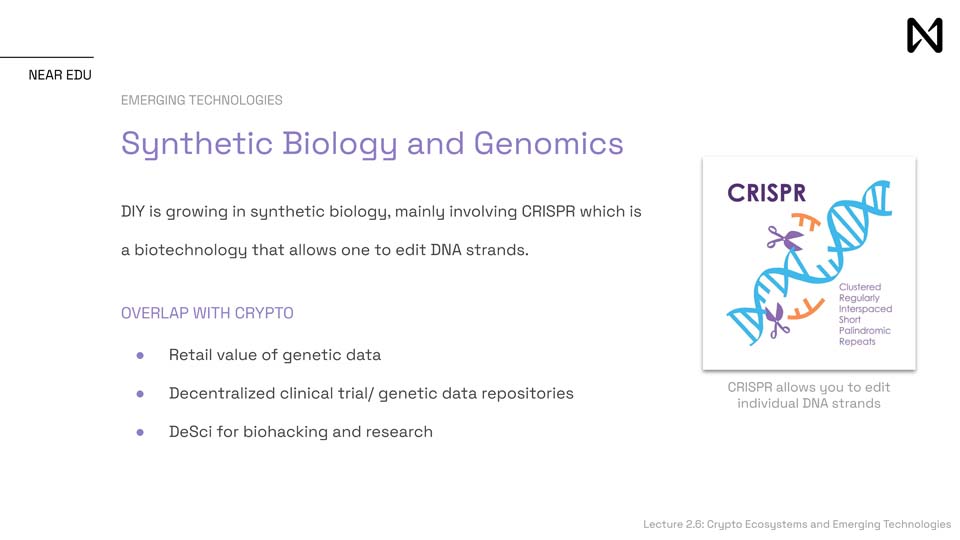 NEAR EDU
EMERGING TECHNOLOGIES
Synthetic Biology and Genomics
DIY is growing in synthetic biology, mainly involving CRISPR which is
a biotechnology that allows one to edit DNA strands.
OVERLAP WITH CRYPTO
● Retail value of genetic data
● Decentralized clinical trial/ genetic data repositories
● DeSci for biohacking and research
CRISPR
Clustered
Regularly
Interspaced
Short
Palindromic
Repeats
CRISPR allows you to edit
individual DNA strands
Lecture 2.6: Crypto Ecosystems and Emerging Technologies